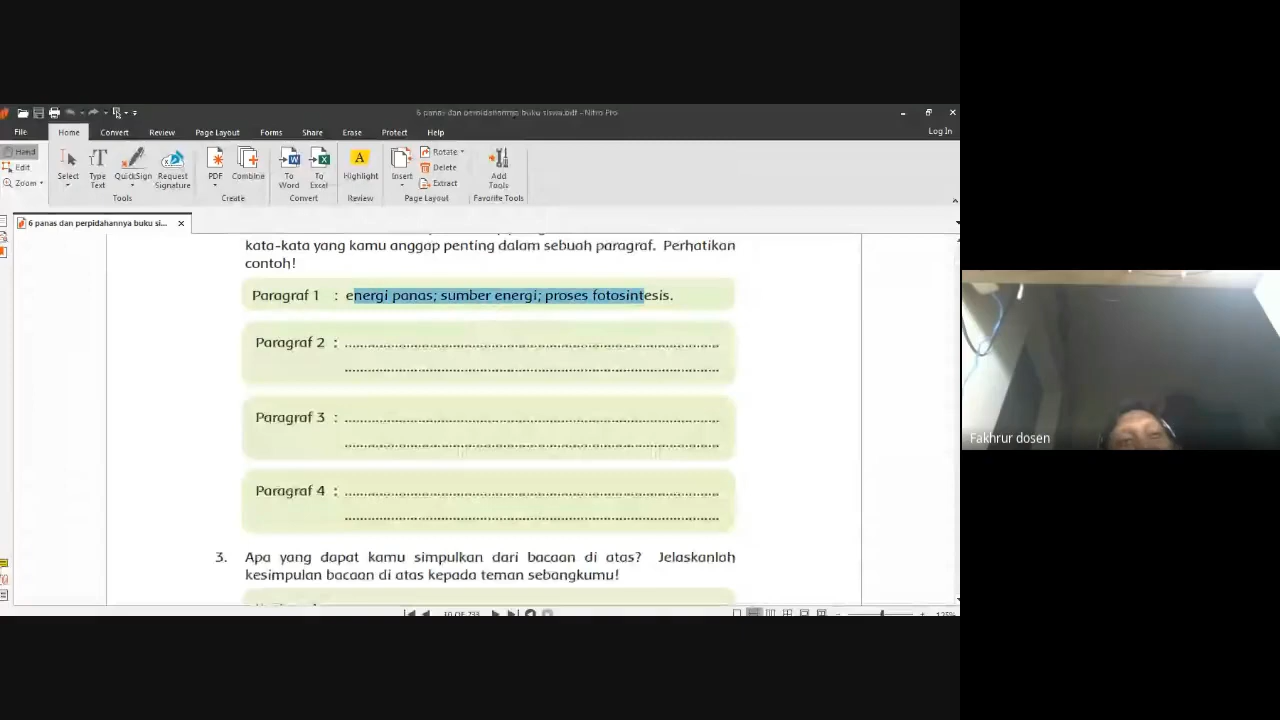 6 panas dan perpidahannya buku siswa.pdf - Nitro Pro
File Home Convert Review Page Layout Forms Share Erase Protect Help Log In
Hand
Edit
Zoom
Select
Type Text
QuickSign
Request Signature
Tools
PDF
Combine
Create
To Word
To Excel
Convert
Highlight
Review
Insert
Rotate
Delete
Extract
Page Layout
Add Tools
Favorite Tools
6 panas dan perpidahannya buku si...
kata-kata yang kamu anggap penting dalam sebuah paragraf. Perhatikan
contoh!
Paragraf 1 : energi panas; sumber energi; proses fotosintesis.
Paragraf 2 : ....................................................................
....................................................................
Paragraf 3 : ....................................................................
....................................................................
Paragraf 4 : ....................................................................
....................................................................
3. Apa yang dapat kamu simpulkan dari bacaan di atas? Jelaskanlah
kesimpulan bacaan di atas kepada teman sebangkumu!
Fakhrur dosen